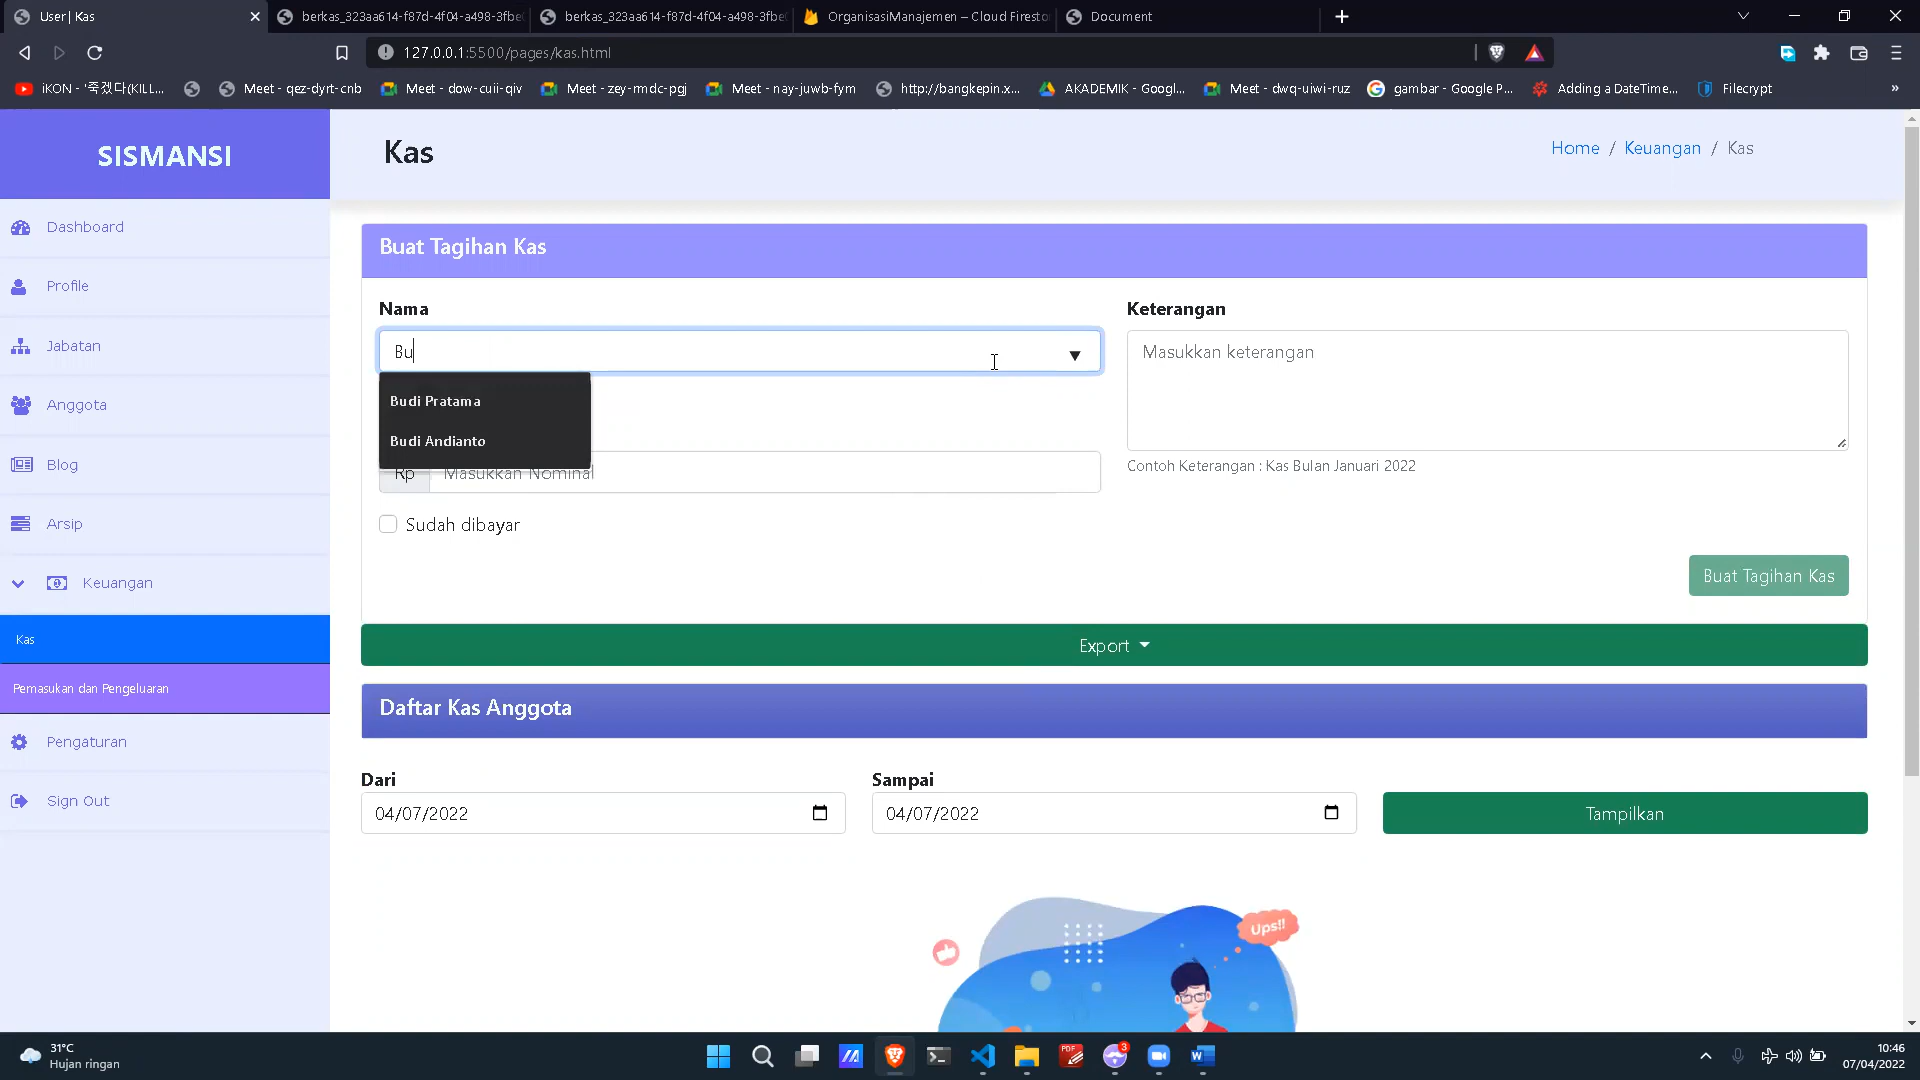 User | Kas
berkas_323aa614-f87d-4f04-a498-3fbe
berkas_323aa614-f87d-4f04-a498-3fbe
OrganisasiManajemen – Cloud Firesto
Document
127.0.0.1:5500/pages/kas.html
iKON - '죽겠다(KILL...
Meet - qez-dyrt-cnb
Meet - dow-cuii-qiv
Meet - zey-rmdc-pgj
Meet - nay-juwb-yfm
http://bangkepin.x...
AKADEMIK - Googl...
Meet - dwq-uiwi-ruz
gambar - Google P...
Adding a DateTime...
Filecrypt
»
SISMANSI
Dashboard
Profile
Jabatan
Anggota
Blog
Arsip
Keuangan
Kas
Pemasukan dan Pengeluaran
Pengaturan
Sign Out
Kas
Home / Keuangan / Kas
Buat Tagihan Kas
Nama
Bu
Budi Pratama
Budi Andianto
Rp Masukkan Nominal
Sudah dibayar
Keterangan
Masukkan keterangan
Contoh Keterangan : Kas Bulan Januari 2022
Buat Tagihan Kas
Export
Daftar Kas Anggota
Dari
04/07/2022
Sampai
04/07/2022
Tampilkan
Ups!!
31°C
Hujan ringan
PDF
3
10:46
07/04/2022